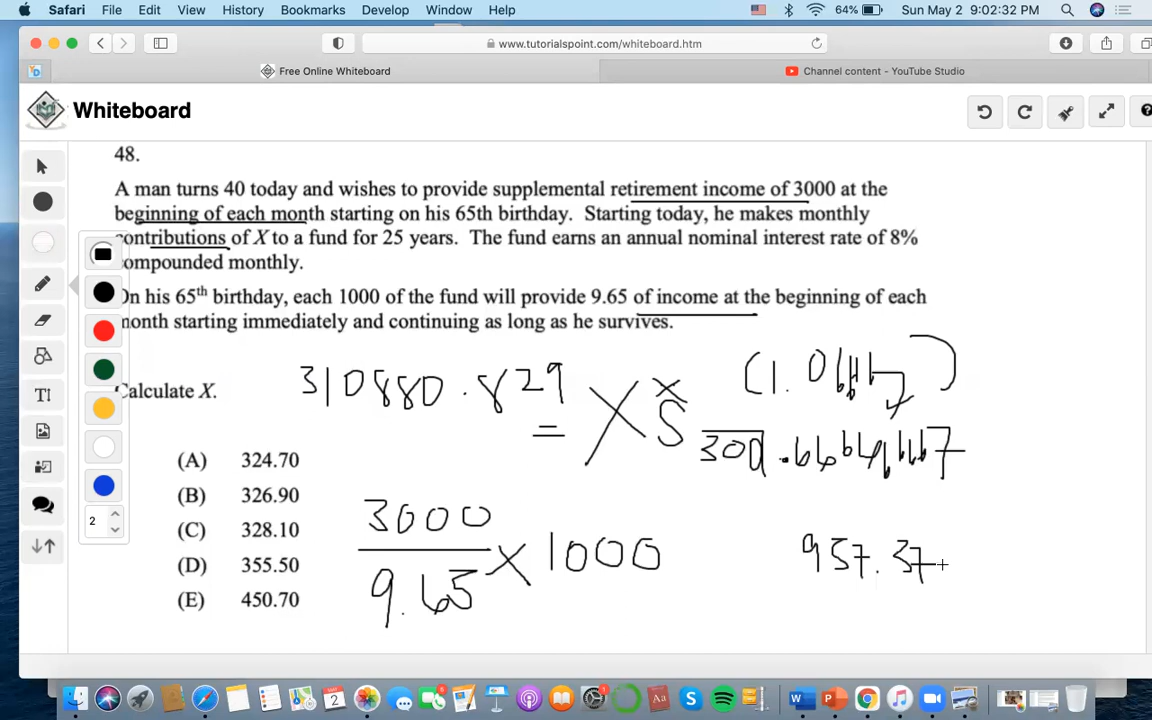 Safari File Edit View History Bookmarks Develop Window Help 64% Sun May 2 9:02:32 PM
www.tutorialspoint.com/whiteboard.htm
Free Online Whiteboard Channel content - YouTube Studio
Whiteboard
48.
A man turns 40 today and wishes to provide supplemental retirement income of 3000 at the
beginning of each month starting on his 65th birthday. Starting today, he makes monthly
contributions of X to a fund for 25 years. The fund earns an annual nominal interest rate of 8%
ompounded monthly.
On his 65th birthday, each 1000 of the fund will provide 9.65 of income at the beginning of each
month starting immediately and continuing as long as he survives.
Calculate X.
310880.829 = X
(A) 324.70
(B) 326.90
(C) 328.10
(D) 355.50
(E) 450.70
3000
9.65
X 1000
957.37
TI
2